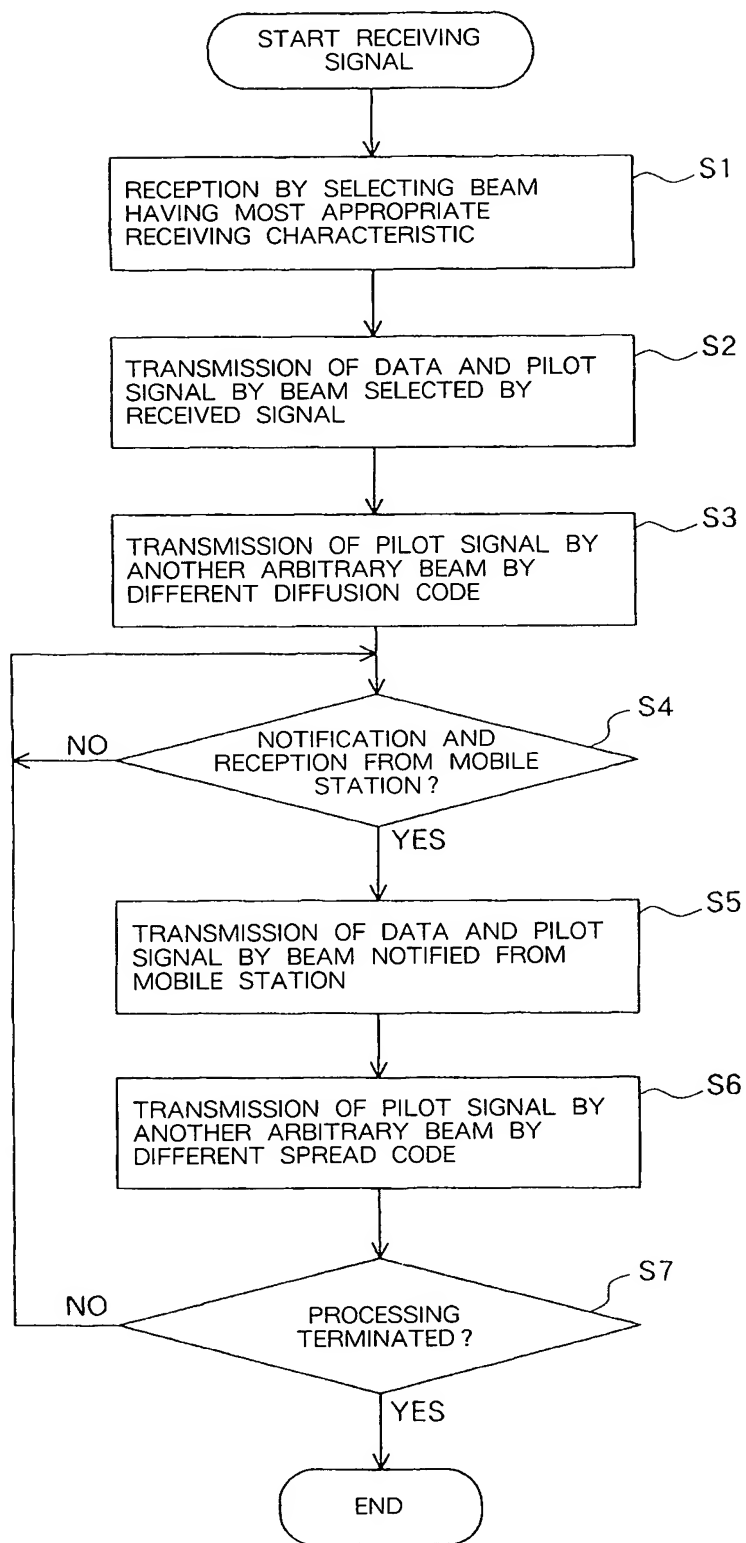 START RECEIVING
SIGNAL
S1
RECEPTION BY SELECTING BEAM
HAVING MOST APPROPRIATE
RECEIVING CHARACTERISTIC
S2
TRANSMISSION OF DATA AND PILOT
SIGNAL BY BEAM SELECTED BY
RECEIVED SIGNAL
S3
TRANSMISSION OF PILOT SIGNAL BY
ANOTHER ARBITRARY BEAM BY
DIFFERENT DIFFUSION CODE
S4
NO
NOTIFICATION AND
RECEPTION FROM MOBILE
STATION?
YES
S5
TRANSMISSION OF DATA AND PILOT
SIGNAL BY BEAM NOTIFIED FROM
MOBILE STATION
S6
TRANSMISSION OF PILOT SIGNAL BY
ANOTHER ARBITRARY BEAM BY
DIFFERENT SPREAD CODE
S7
NO
PROCESSING
TERMINATED?
YES
END